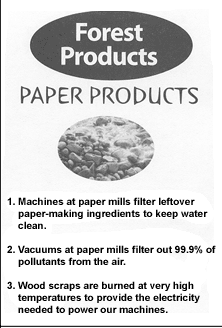 Forest
Products
PAPER PRODUCTS
1. Machines at paper mills filter leftover
paper-making ingredients to keep water
clean.
2. Vacuums at paper mills filter out 99.9% of
pollutants from the air.
3. Wood scraps are burned at very high
temperatures to provide the electricity
needed to power our machines.